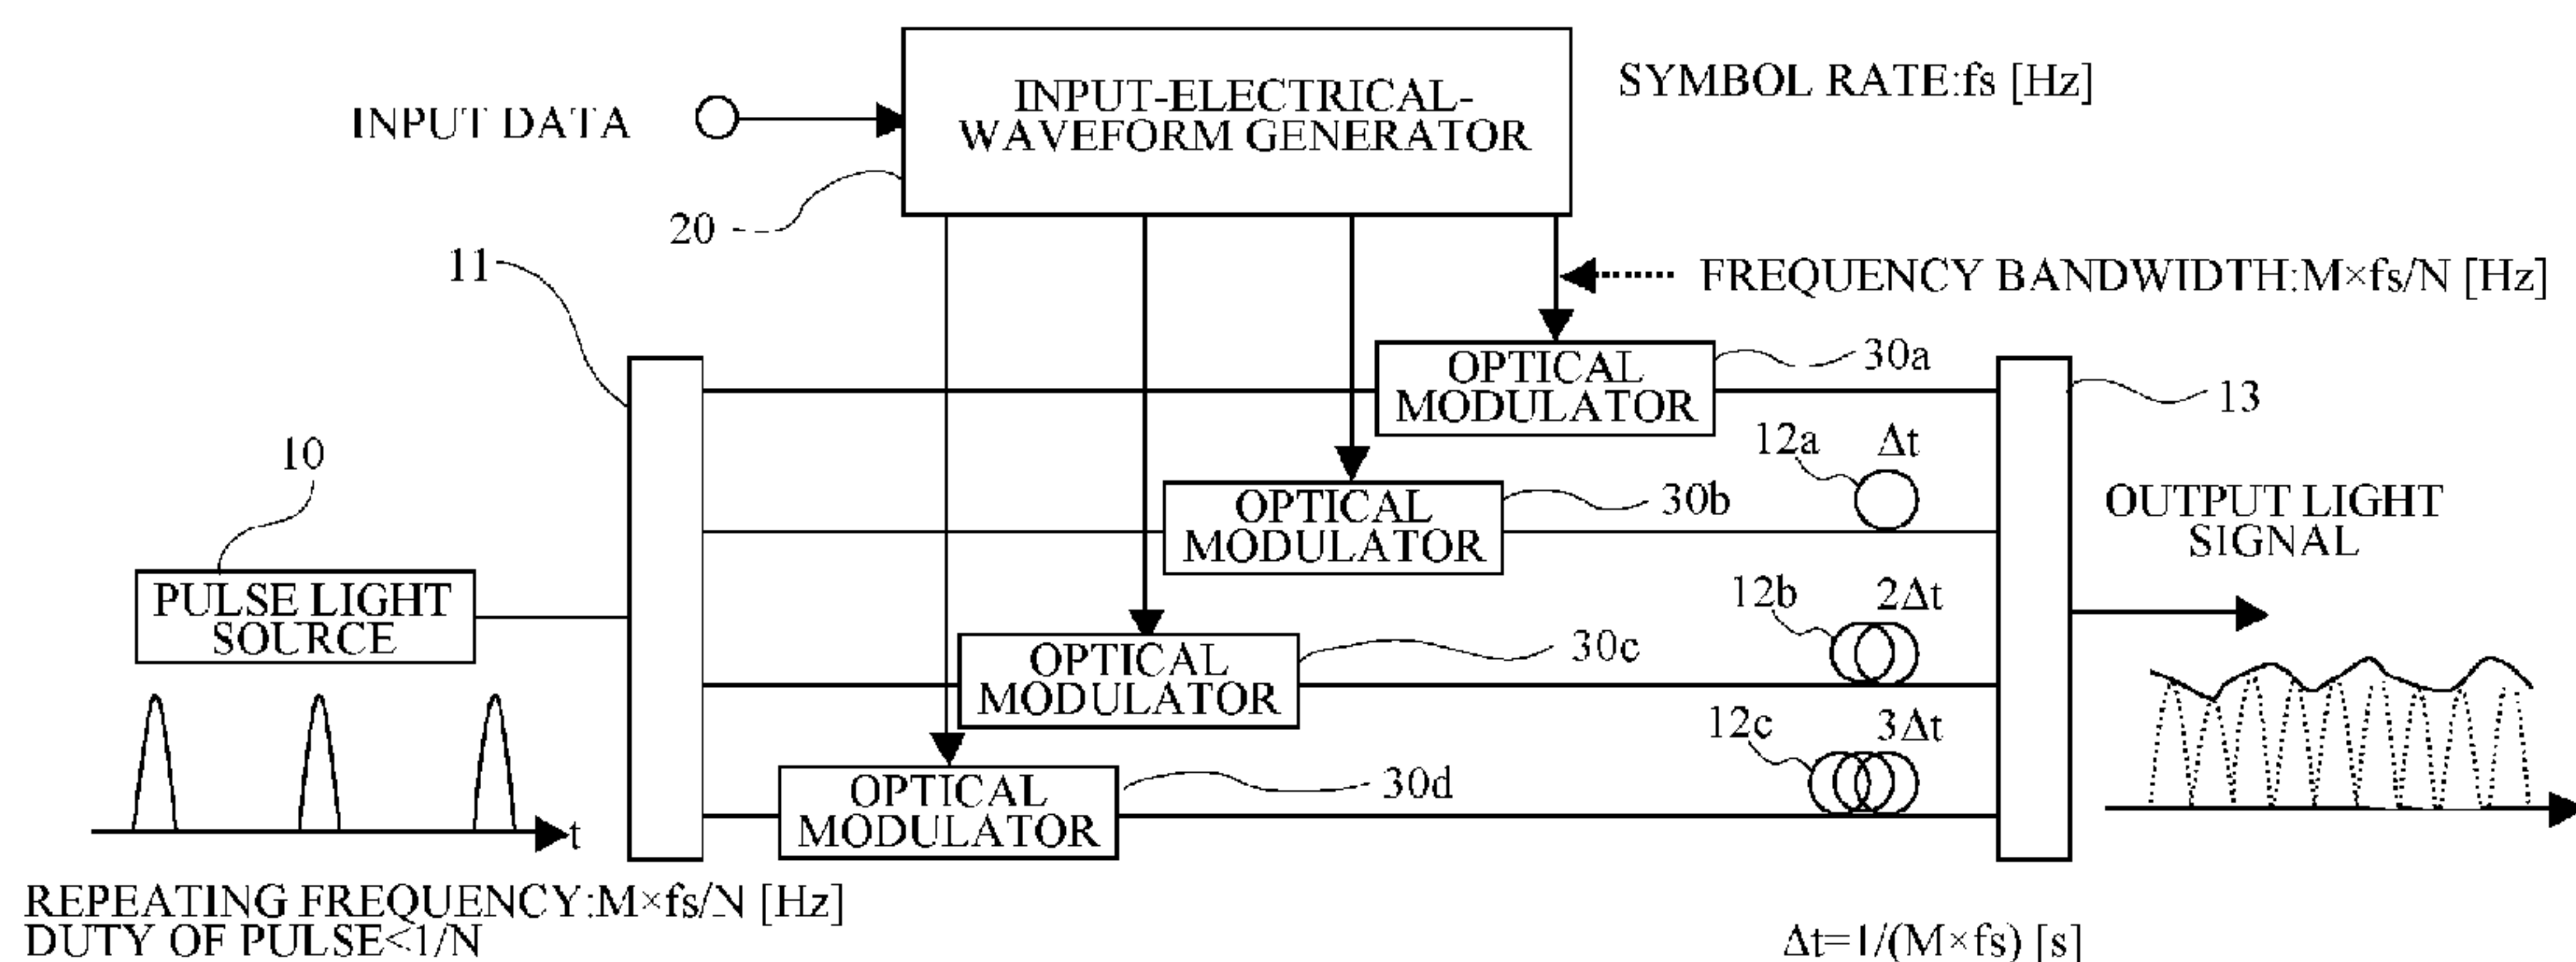 INPUT DATA
INPUT-ELECTRICAL-
WAVEFORM GENERATOR
SYMBOL RATE:fs [Hz]
20
11
FREQUENCY BANDWIDTH:M×fs/N [Hz]
OPTICAL
MODULATOR
30a
13
10
12a
Δt
OPTICAL
MODULATOR
30b
OUTPUT LIGHT
SIGNAL
PULSE LIGHT
SOURCE
12b
2Δt
OPTICAL
MODULATOR
30c
12c
3Δt
OPTICAL
MODULATOR
30d
t
REPEATING FREQUENCY:M×fs/N [Hz]
DUTY OF PULSE<1/N
Δt=1/(M×fs) [s]